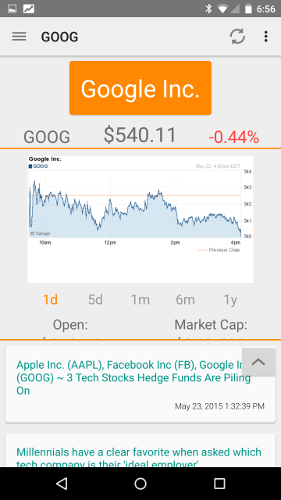 6:56
GOOG
Google Inc.
GOOG
$540.11
-0.44%
Google Inc.
GOOG
May 22, 4:00pm EDT
544
543
542
541
540
© Yahoo!
10am
12pm
2pm
4pm
Previous Close
1d
5d
1m
6m
1y
Open:
Market Cap:
Apple Inc. (AAPL), Facebook Inc (FB), Google In
(GOOG) ~ 3 Tech Stocks Hedge Funds Are Piling
On
May 23, 2015 1:32:39 PM
Millennials have a clear favorite when asked which
tech company is their 'ideal employer'